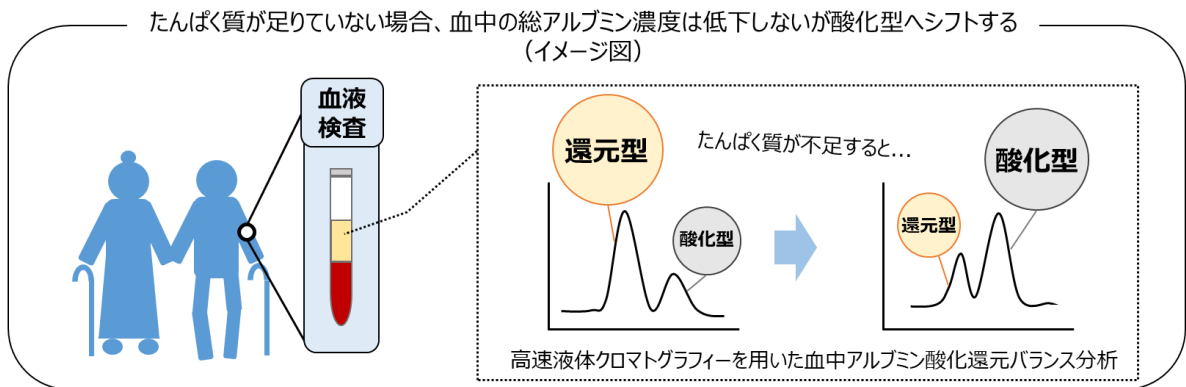 たんぱく質が足りていない場合、血中の総アルブミン濃度は低下しないが酸化型へシフトする
（イメージ図）
血液
検査
還元型
酸化型
たんぱく質が不足すると…
還元型
酸化型
高速液体クロマトグラフィーを用いた血中アルブミン酸化還元バランス分析